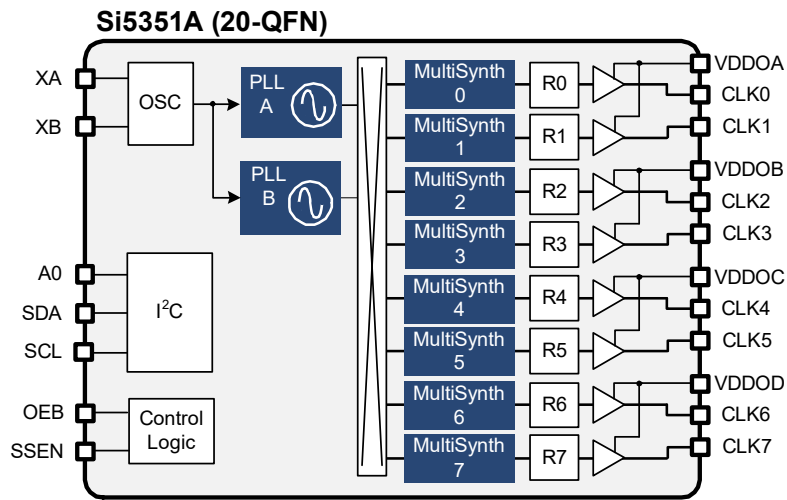 Si5351A (20-QFN)
XA
XB
OSC
PLL
A
PLL
B
A0
SDA
SCL
I²C
OEB
SSEN
Control
Logic
MultiSynth
0
R0
MultiSynth
1
R1
MultiSynth
2
R2
MultiSynth
3
R3
MultiSynth
4
R4
MultiSynth
5
R5
MultiSynth
6
R6
MultiSynth
7
R7
VDDOA
CLK0
CLK1
VDDOB
CLK2
CLK3
VDDOC
CLK4
CLK5
VDDOD
CLK6
CLK7